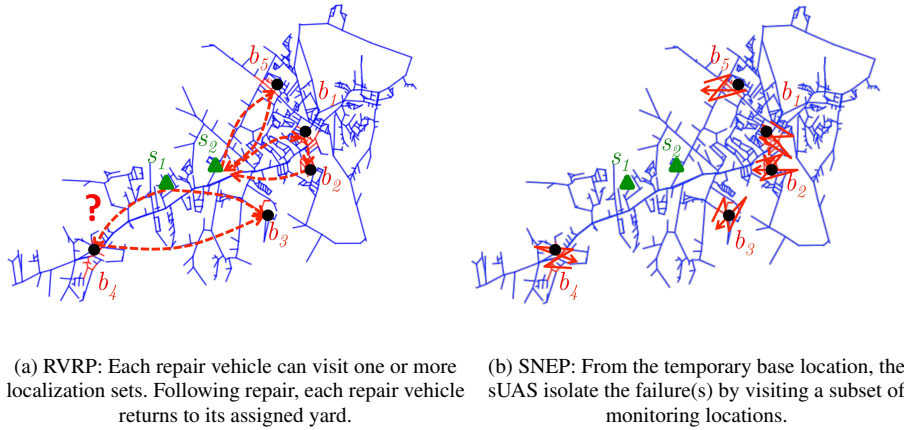 b5
b1
s2
s1
b2
?
b3
b4
b5
b1
s2
s1
b2
b3
b4
(a) RVRP: Each repair vehicle can visit one or more
localization sets. Following repair, each repair vehicle
returns to its assigned yard.
(b) SNEP: From the temporary base location, the
sUAS isolate the failure(s) by visiting a subset of
monitoring locations.